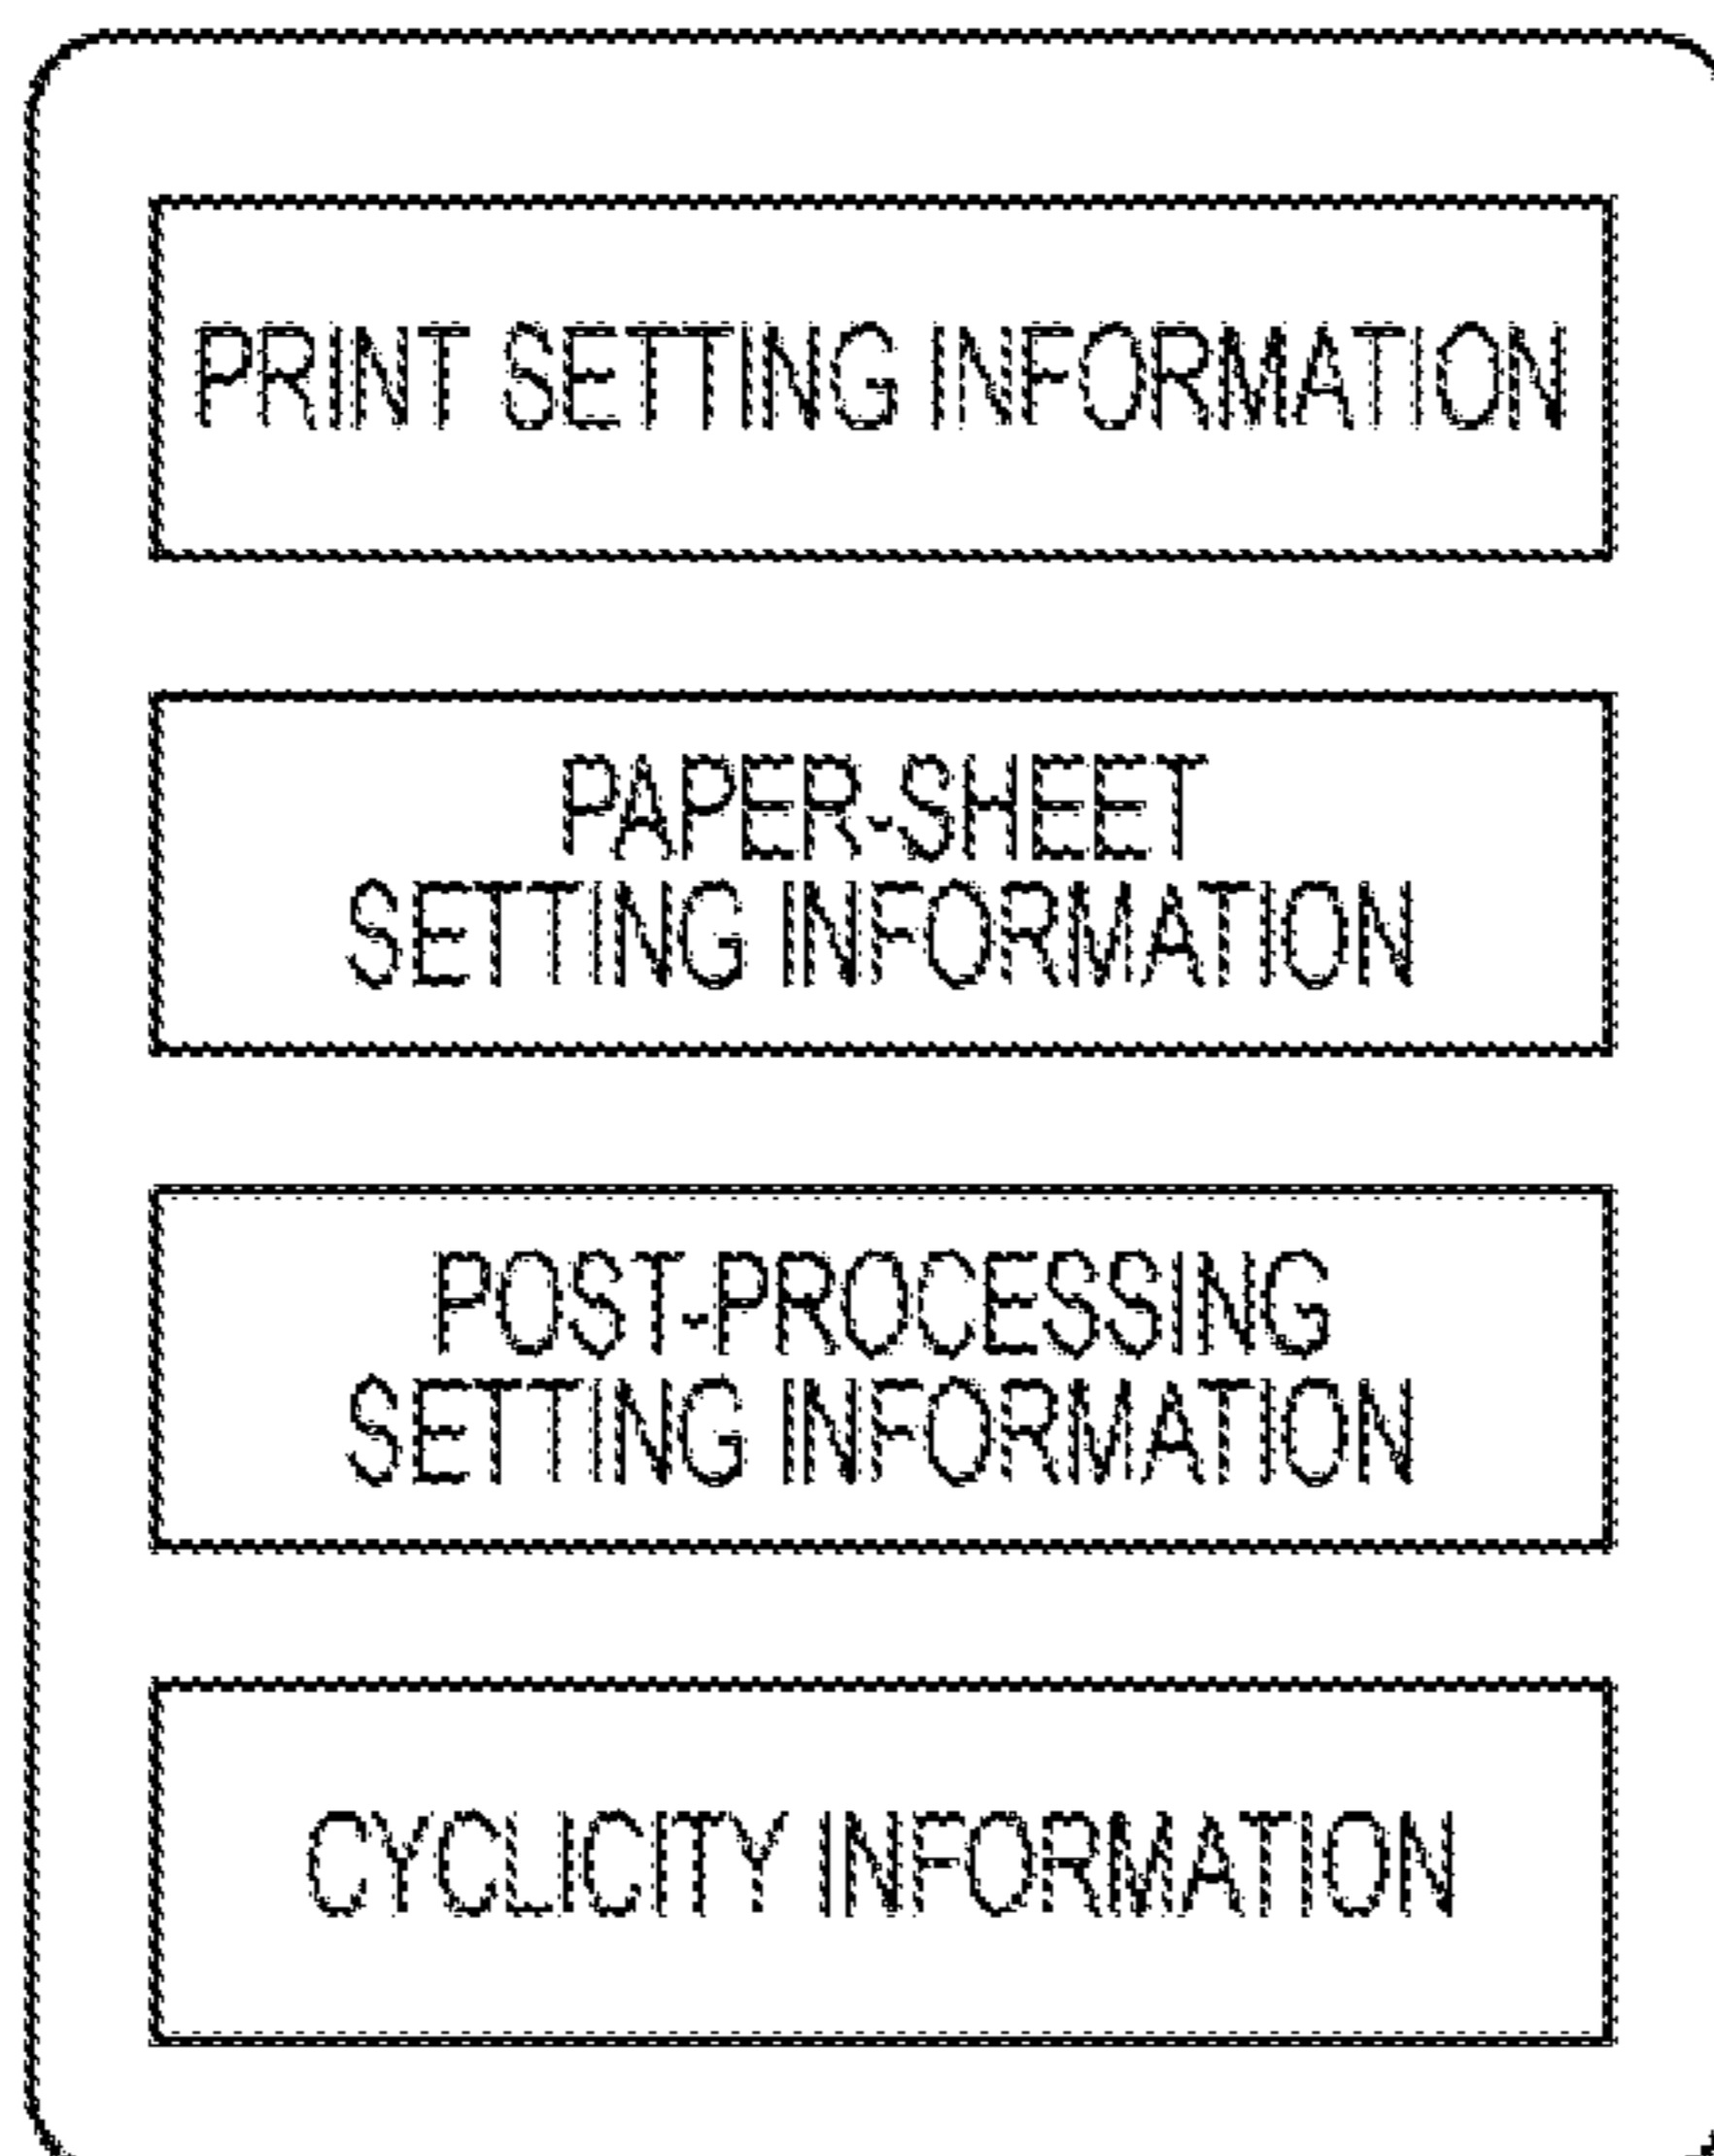 PRINT SETTING INFORMATION
PAPER-SHEET
SETTING INFORMATION
POST-PROCESSING
SETTING INFORMATION
CYCLICITY INFORMATION